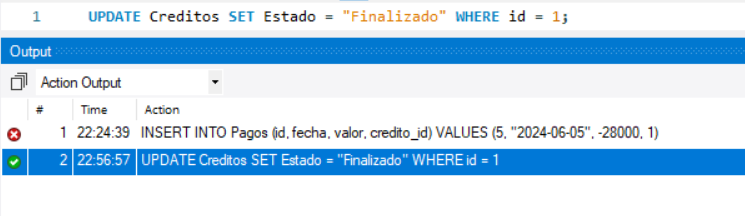 1 UPDATE Creditos SET Estado = "Finalizado" WHERE id = 1;
Output
Action Output
# Time Action
1 22:24:39 INSERT INTO Pagos (id, fecha, valor, credito_id) VALUES (5, "2024-06-05", -28000, 1)
2 22:56:57 UPDATE Creditos SET Estado = "Finalizado" WHERE id = 1